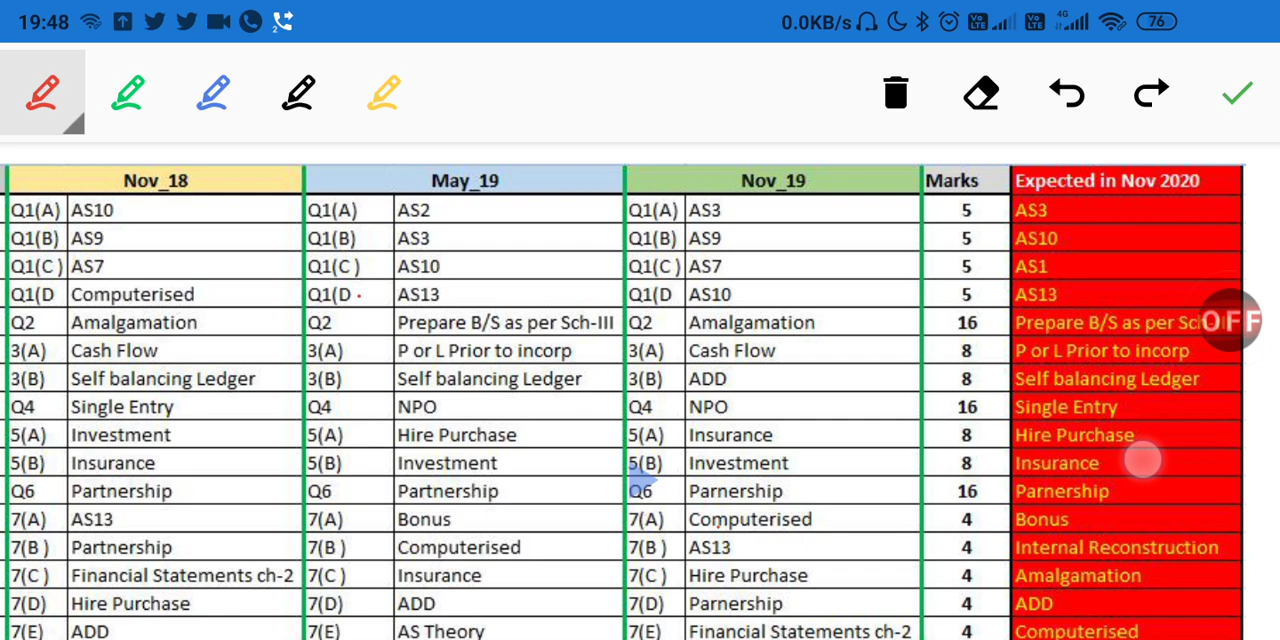 19:48 2 0.0KB/s Vo LTE Vo LTE 4G 76
Nov_18 May_19 Nov_19 Marks Expected in Nov 2020
Q1(A) AS10 Q1(A) AS2 Q1(A) AS3 5 AS3
Q1(B) AS9 Q1(B) AS3 Q1(B) AS9 5 AS10
Q1(C ) AS7 Q1(C ) AS10 Q1(C ) AS7 5 AS1
Q1(D Computerised Q1(D AS13 Q1(D AS10 5 AS13
Q2 Amalgamation Q2 Prepare B/S as per Sch-III Q2 Amalgamation 16 Prepare B/S as per OFF
3(A) Cash Flow 3(A) P or L Prior to incorp 3(A) Cash Flow 8 P or L Prior to incorp
3(B) Self balancing Ledger 3(B) Self balancing Ledger 3(B) ADD 8 Self balancing Ledger
Q4 Single Entry Q4 NPO Q4 NPO 16 Single Entry
5(A) Investment 5(A) Hire Purchase 5(A) Insurance 8 Hire Purchase
5(B) Insurance 5(B) Investment 5(B) Investment 8 Insurance
Q6 Partnership Q6 Partnership Q6 Parnership 16 Parnership
7(A) AS13 7(A) Bonus 7(A) Computerised 4 Bonus
7(B ) Partnership 7(B ) Computerised 7(B ) AS13 4 Internal Reconstruction
7(C ) Financial Statements ch-2 7(C ) Insurance 7(C ) Hire Purchase 4 Amalgamation
7(D) Hire Purchase 7(D) ADD 7(D) Parnership 4 ADD
7(E) ADD 7(E) AS Theory 7(E) Financial Statements ch-2 4 Computerised